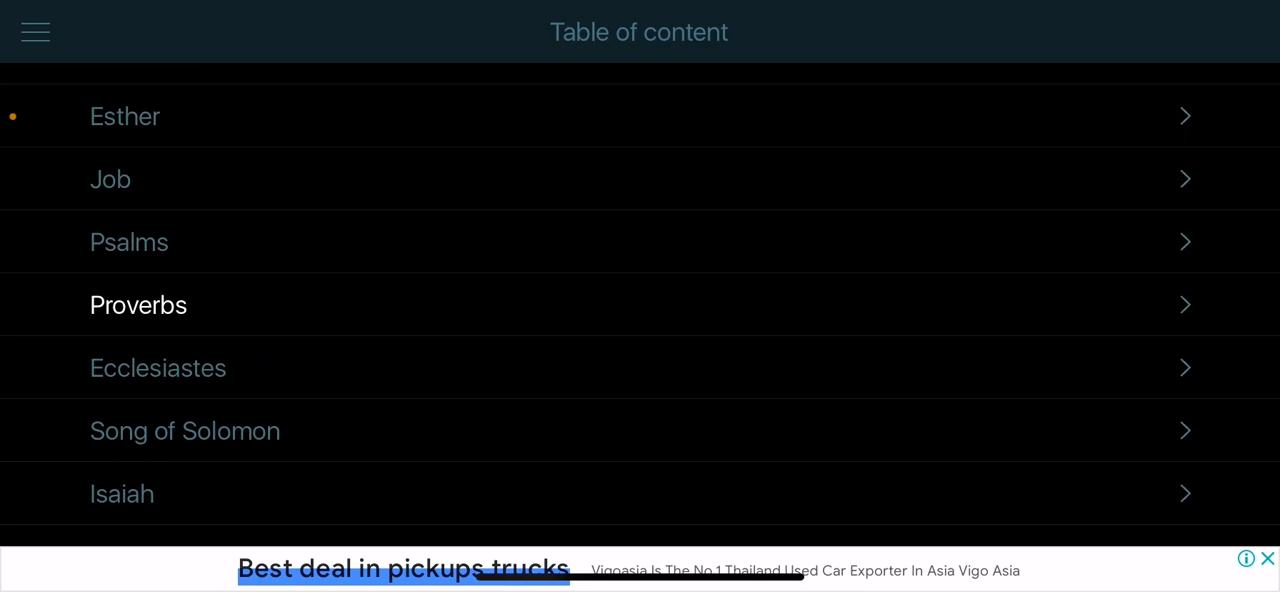 Table of content
Esther
Job
Psalms
Proverbs
Ecclesiastes
Song of Solomon
Isaiah
Best deal in pickups trucks
Vigoasia Is The No 1 Thailand Used Car Exporter In Asia Vigo Asia